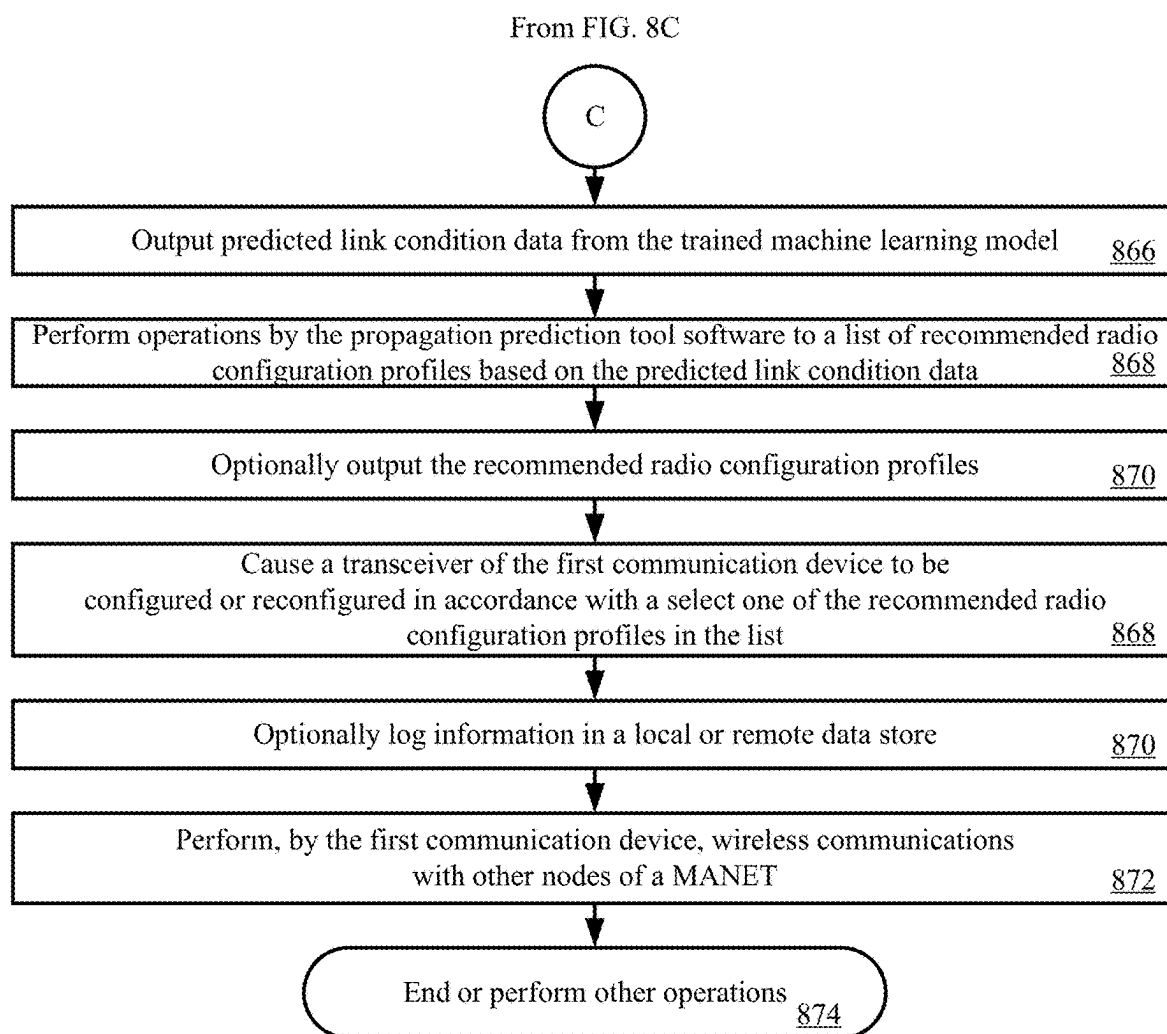 From FIG. 8C
C
Output predicted link condition data from the trained machine learning model
866
Perform operations by the propagation prediction tool software to a list of recommended radio
configuration profiles based on the predicted link condition data
868
Optionally output the recommended radio configuration profiles
870
Cause a transceiver of the first communication device to be
configured or reconfigured in accordance with a select one of the recommended radio
configuration profiles in the list
868
Optionally log information in a local or remote data store
870
Perform, by the first communication device, wireless communications
with other nodes of a MANET
872
End or perform other operations
874